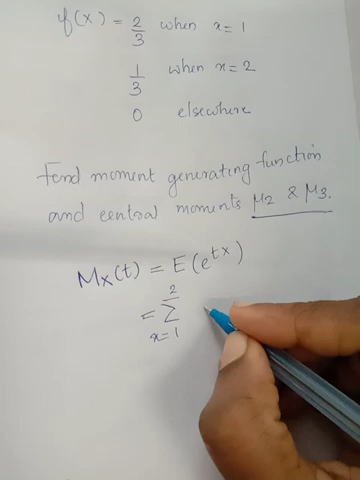 f(x) = 2/3 when x = 1
1/3 when x = 2
0 elsewhere
Find moment generating function
and central moments μ2 & μ3.
Mx(t) = E(e^tx)
= Σ_{x=1}^{2}